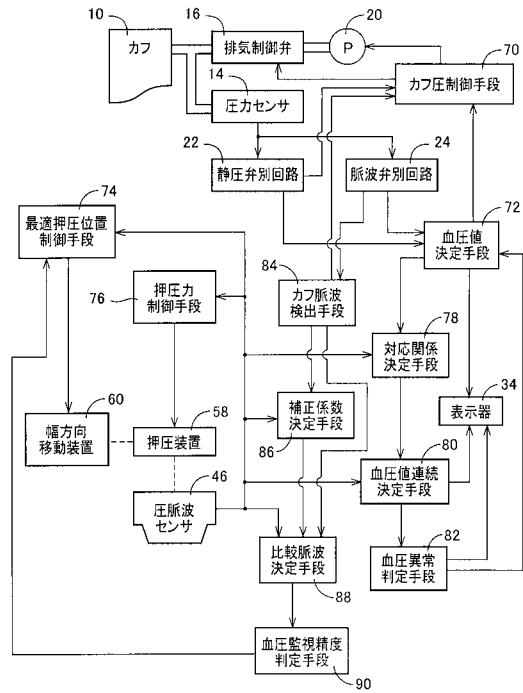 10
16
20
カフ
排気制御弁
P
70
14
カフ圧制御手段
圧力センサ
22
24
静圧弁別回路
脈波弁別回路
74
72
最適押圧位置
制御手段
血圧値
決定手段
84
押圧力
制御手段
76
カフ脈波
検出手段
78
対応関係
決定手段
34
60
58
補正係数
決定手段
86
表示器
幅方向
移動装置
押圧装置
80
46
血圧値連続
決定手段
圧脈波
センサ
82
比較脈波
決定手段
88
血圧異常
判定手段
血圧監視精度
判定手段
90